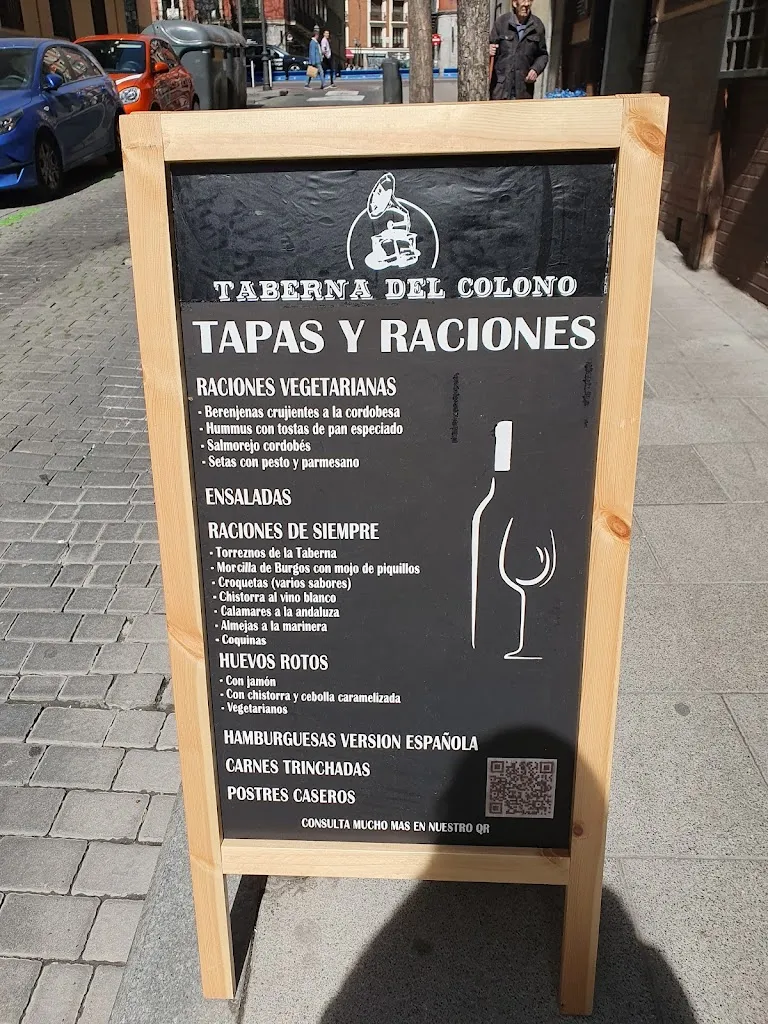 TABERNA DEL COLONO
TAPAS Y RACIONES
RACIONES VEGETARIANAS
- Berenjenas crujientes a la cordobesa
- Hummus con tostas de pan especiado
- Salmorejo cordobés
- Setas con pesto y parmesano
ENSALADAS
RACIONES DE SIEMPRE
- Torreznos de la Taberna
- Morcilla de Burgos con mojo de piquillos
- Croquetas (varios sabores)
- Chistorra al vino blanco
- Calamares a la andaluza
- Almejas a la marinera
- Coquinas
HUEVOS ROTOS
- Con jamón
- Con chistorra y cebolla caramelizada
- Vegetarianos
HAMBURGUESAS VERSION ESPAÑOLA
CARNES TRINCHADAS
POSTRES CASEROS
CONSULTA MUCHO MAS EN NUESTRO QR